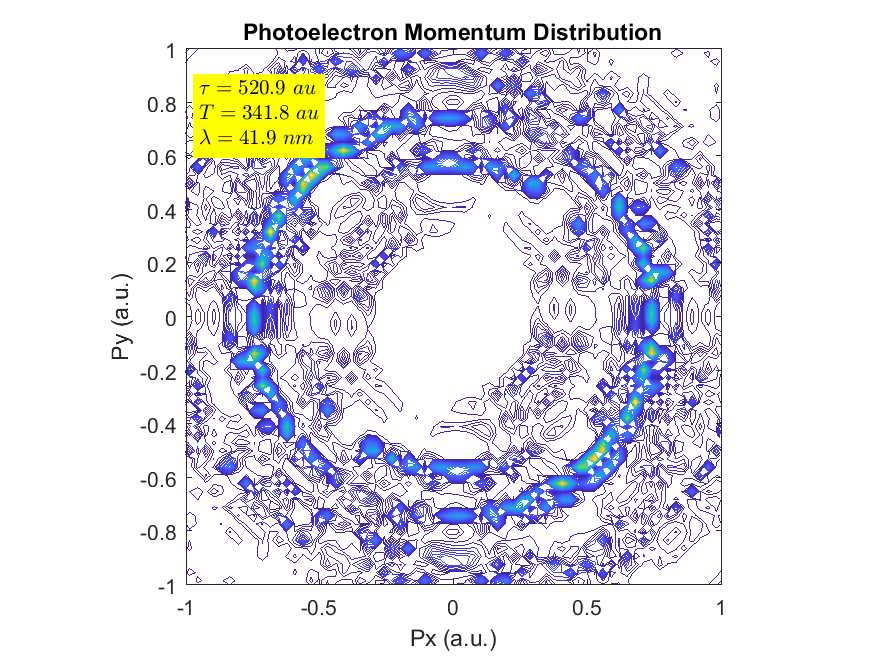 Photoelectron Momentum Distribution
τ = 520.9 au
T = 341.8 au
λ = 41.9 nm
1
0.8
0.6
0.4
0.2
0
-0.2
-0.4
-0.6
-0.8
-1
Py (a.u.)
-1 -0.5 0 0.5 1
Px (a.u.)